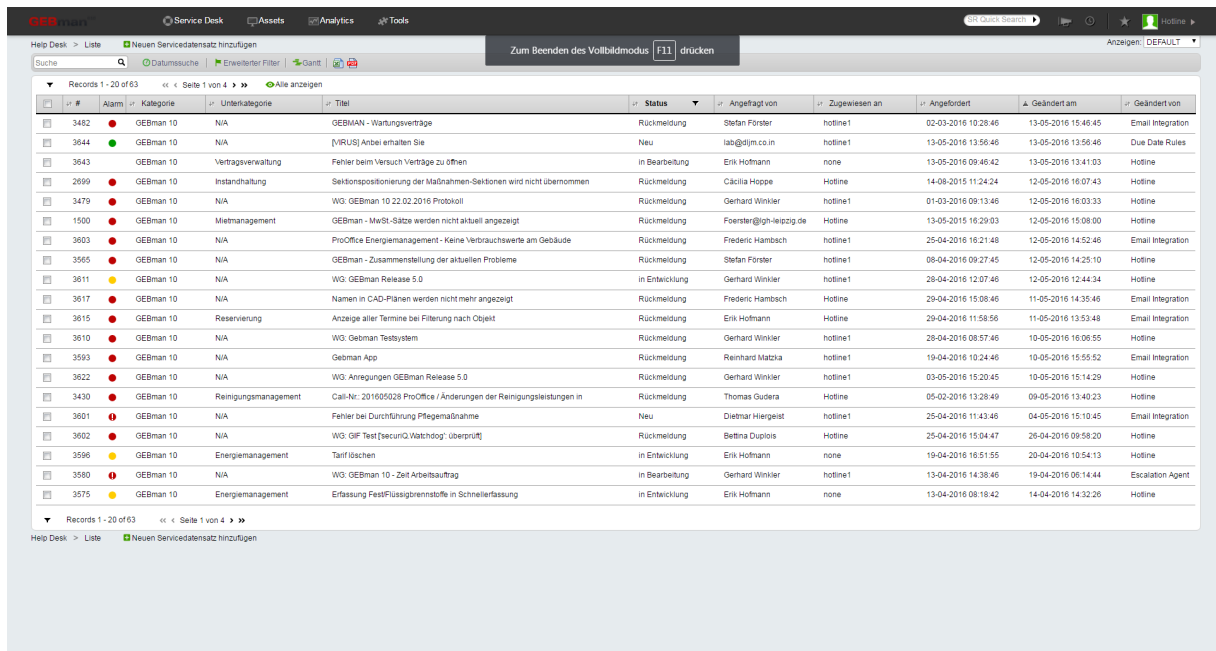 GEBman
Service Desk Assets Analytics Tools SR Quick Search Hotline
Help Desk > Liste Neuen Servicedatensatz hinzufügen Anzeigen: DEFAULT
Zum Beenden des Vollbildmodus F11 drücken
Suche Datumssuche | Erweiterter Filter | Gantt |
Records 1 - 20 of 63 << < Seite 1 von 4 > >> Alle anzeigen
# Alarm Kategorie Unterkategorie Titel Status Angefragt von Zugewiesen an Angefordert Geändert am Geändert von
3482 GEBman 10 N/A GEBMAN - Wartungsverträge Rückmeldung Stefan Förster hotline1 02-03-2016 10:28:46 13-05-2016 15:46:45 Email Integration
3644 GEBman 10 N/A [VIRUS] Anbei erhalten Sie Neu lab@dljm.co.in hotline1 13-05-2016 13:56:46 13-05-2016 13:56:46 Due Date Rules
3643 GEBman 10 Vertragsverwaltung Fehler beim Versuch Verträge zu öffnen in Bearbeitung Erik Hofmann none 13-05-2016 09:46:42 13-05-2016 13:41:03 Hotline
2699 GEBman 10 Instandhaltung Sektionspositionierung der Maßnahmen-Sektionen wird nicht übernommen Rückmeldung Cäcilia Hoppe Hotline 14-08-2015 11:24:24 12-05-2016 16:07:43 Hotline
3479 GEBman 10 N/A WG: GEBman 10 22.02.2016 Protokoll Rückmeldung Gerhard Winkler hotline1 01-03-2016 09:13:46 12-05-2016 16:03:33 Hotline
1500 GEBman 10 Mietmanagement GEBman - MwSt.-Sätze werden nicht aktuell angezeigt Rückmeldung Foerster@lgh-leipzig.de Hotline 13-05-2015 16:29:03 12-05-2016 15:08:00 Hotline
3603 GEBman 10 N/A ProOffice Energiemanagement - Keine Verbrauchswerte am Gebäude Rückmeldung Frederic Hambsch hotline1 25-04-2016 16:21:48 12-05-2016 14:52:46 Email Integration
3565 GEBman 10 N/A GEBman - Zusammenstellung der aktuellen Probleme Rückmeldung Stefan Förster hotline1 08-04-2016 09:27:45 12-05-2016 14:25:10 Hotline
3611 GEBman 10 N/A WG: GEBman Release 5.0 in Entwicklung Gerhard Winkler hotline1 28-04-2016 12:07:46 12-05-2016 12:44:34 Hotline
3617 GEBman 10 N/A Namen in CAD-Plänen werden nicht mehr angezeigt Rückmeldung Frederic Hambsch Hotline 29-04-2016 15:08:46 11-05-2016 14:35:46 Email Integration
3615 GEBman 10 Reservierung Anzeige aller Termine bei Filterung nach Objekt Rückmeldung Erik Hofmann Hotline 29-04-2016 11:58:56 11-05-2016 13:53:48 Email Integration
3610 GEBman 10 N/A WG: Gebman Testsystem Rückmeldung Gerhard Winkler Hotline 28-04-2016 08:57:46 10-05-2016 16:06:55 Hotline
3593 GEBman 10 N/A Gebman App Rückmeldung Reinhard Matzka hotline1 19-04-2016 10:24:46 10-05-2016 15:55:52 Email Integration
3622 GEBman 10 N/A WG: Anregungen GEBman Release 5.0 Rückmeldung Gerhard Winkler hotline1 03-05-2016 15:20:45 10-05-2016 15:14:29 Hotline
3430 GEBman 10 Reinigungsmanagement Call-Nr.: 201605028 ProOffice / Änderungen der Reinigungsleistungen in Rückmeldung Thomas Gudera Hotline 05-02-2016 13:28:49 09-05-2016 13:40:23 Hotline
3601 GEBman 10 N/A Fehler bei Durchführung Pflegemaßnahme Neu Dietmar Hiergeist hotline1 25-04-2016 11:43:46 04-05-2016 15:10:45 Email Integration
3602 GEBman 10 N/A WG: GIF Test ['securiQ.Watchdog': überprüft] Rückmeldung Bettina Duplois Hotline 25-04-2016 15:04:47 26-04-2016 09:58:20 Hotline
3596 GEBman 10 Energiemanagement Tarif löschen in Entwicklung Erik Hofmann none 19-04-2016 16:51:55 20-04-2016 10:54:13 Hotline
3580 GEBman 10 N/A WG: GEBman 10 - Zeit Arbeitsauftrag in Bearbeitung Gerhard Winkler hotline1 13-04-2016 14:38:46 19-04-2016 06:14:44 Escalation Agent
3575 GEBman 10 Energiemanagement Erfassung Fest/Flüssigbrennstoffe in Schnellerfassung in Entwicklung Erik Hofmann none 13-04-2016 08:18:42 14-04-2016 14:32:26 Hotline
Records 1 - 20 of 63 << < Seite 1 von 4 > >>
Help Desk > Liste Neuen Servicedatensatz hinzufügen